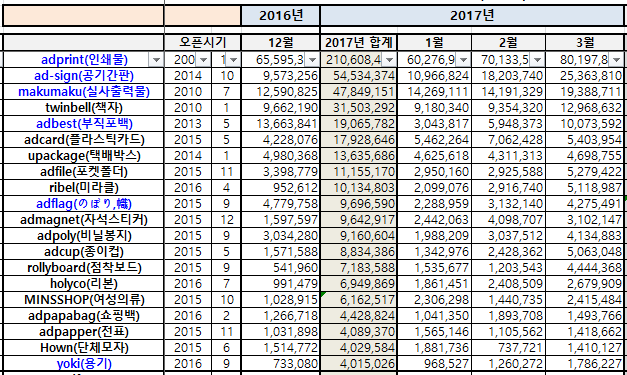 2016년 2017년
오픈시기 12월 2017년 합계 1월 2월 3월
adprint(인쇄물) 200 1 65,595,3 210,608,4 60,276,9 70,133,5 80,197,8
ad-sign(공기간판) 2014 10 9,573,256 54,534,374 10,966,824 18,203,740 25,363,810
makumaku(실사출력물) 2010 7 12,590,825 47,849,151 14,269,111 14,191,329 19,388,711
twinbell(책자) 2010 1 9,662,190 31,503,292 9,180,340 9,354,320 12,968,632
adbest(부직포백) 2013 5 13,663,841 19,065,782 3,043,817 5,948,373 10,073,592
adcard(플라스틱카드) 2015 5 4,228,076 17,928,646 5,462,264 7,062,428 5,403,954
upackage(택배박스) 2014 1 4,980,368 13,635,686 4,625,618 4,311,313 4,698,755
adfile(포켓폴더) 2015 11 3,398,779 11,155,170 2,950,160 2,925,588 5,279,422
ribel(미라클) 2016 4 952,612 10,134,803 2,099,076 2,916,740 5,118,987
adflag(のぼり,幟) 2015 9 4,779,758 9,696,590 2,288,959 3,132,140 4,275,491
admagnet(자석스티커) 2015 12 1,597,597 9,642,917 2,442,063 4,098,707 3,102,147
adpoly(비닐봉지) 2015 9 3,034,280 9,160,604 1,988,209 3,037,512 4,134,883
adcup(종이컵) 2015 5 1,571,588 8,834,386 1,342,976 2,428,362 5,063,048
rollyboard(점착보드) 2015 9 541,960 7,183,588 1,535,677 1,203,543 4,444,368
holyco(리본) 2016 7 991,479 6,949,869 1,861,451 2,408,509 2,679,909
MINSSHOP(여성의류) 2015 10 1,028,915 6,162,517 2,306,298 1,440,735 2,415,484
adpapabag(쇼핑백) 2016 2 1,266,718 4,428,824 1,041,350 1,893,708 1,493,766
adpapper(전표) 2015 11 1,031,898 4,089,370 1,565,146 1,105,562 1,418,662
Hown(단체모자) 2015 6 1,514,772 4,029,584 1,881,736 737,721 1,410,127
yoki(용기) 2016 9 733,080 4,015,026 968,527 1,260,272 1,786,227